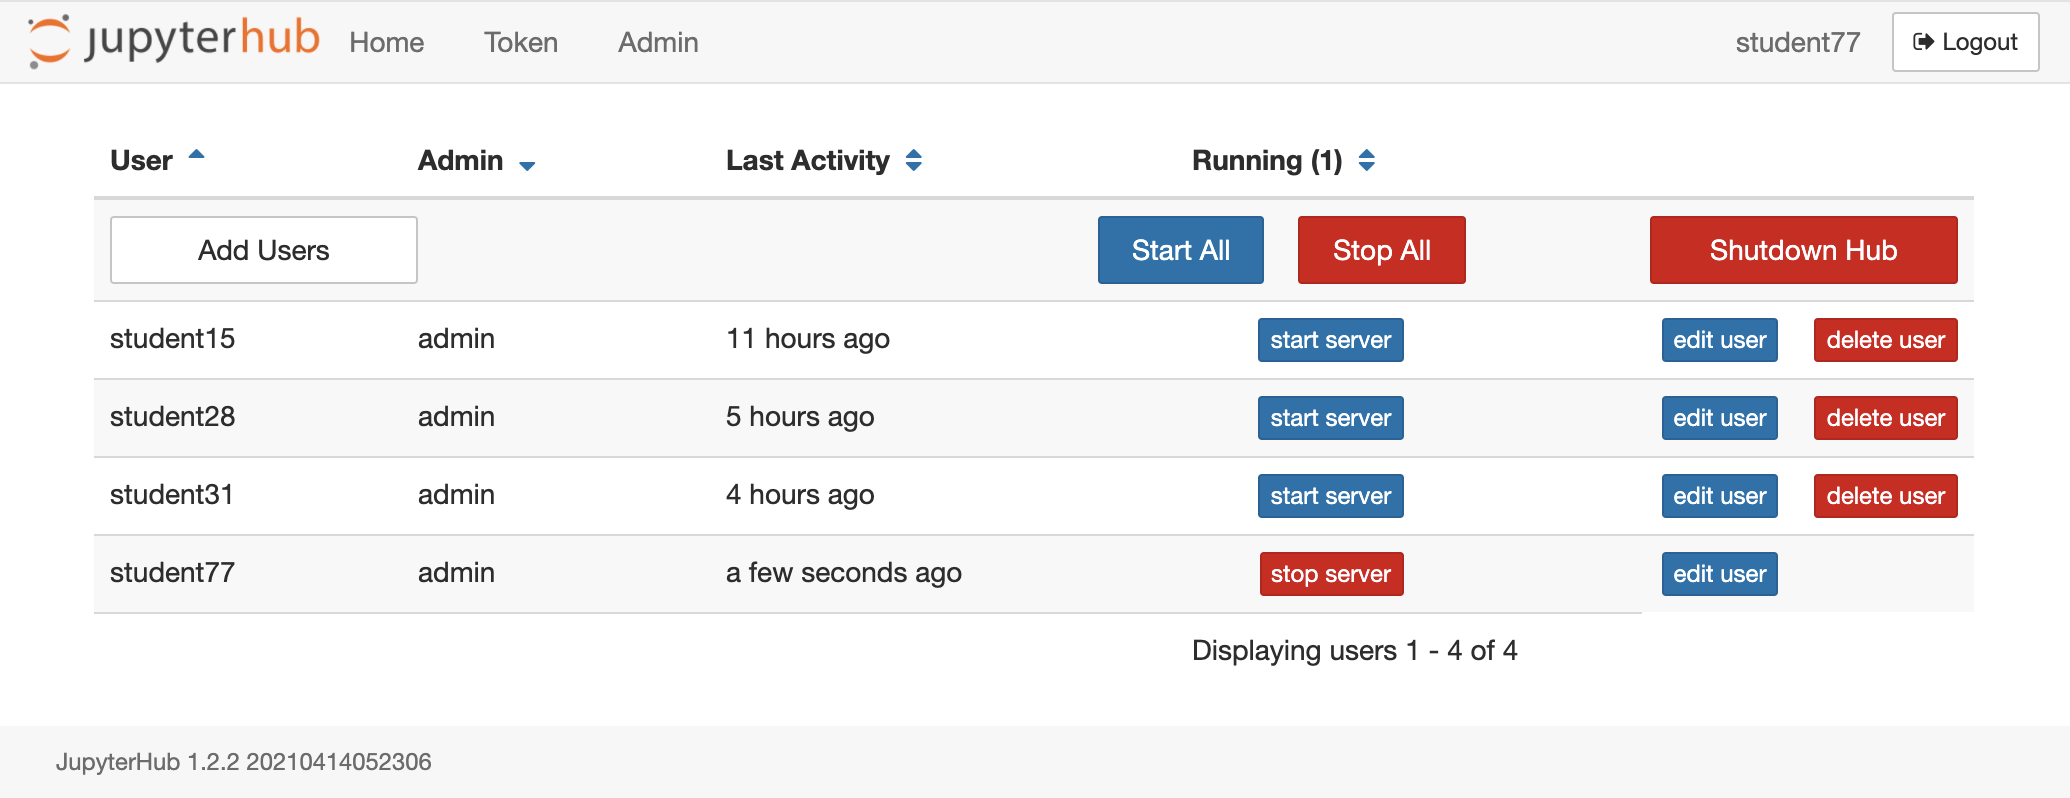 jupyterhub Home Token Admin student77 Logout
User Admin Last Activity Running (1)
Add Users Start All Stop All Shutdown Hub
student15 admin 11 hours ago start server edit user delete user
student28 admin 5 hours ago start server edit user delete user
student31 admin 4 hours ago start server edit user delete user
student77 admin a few seconds ago stop server edit user
Displaying users 1 - 4 of 4
JupyterHub 1.2.2 20210414052306